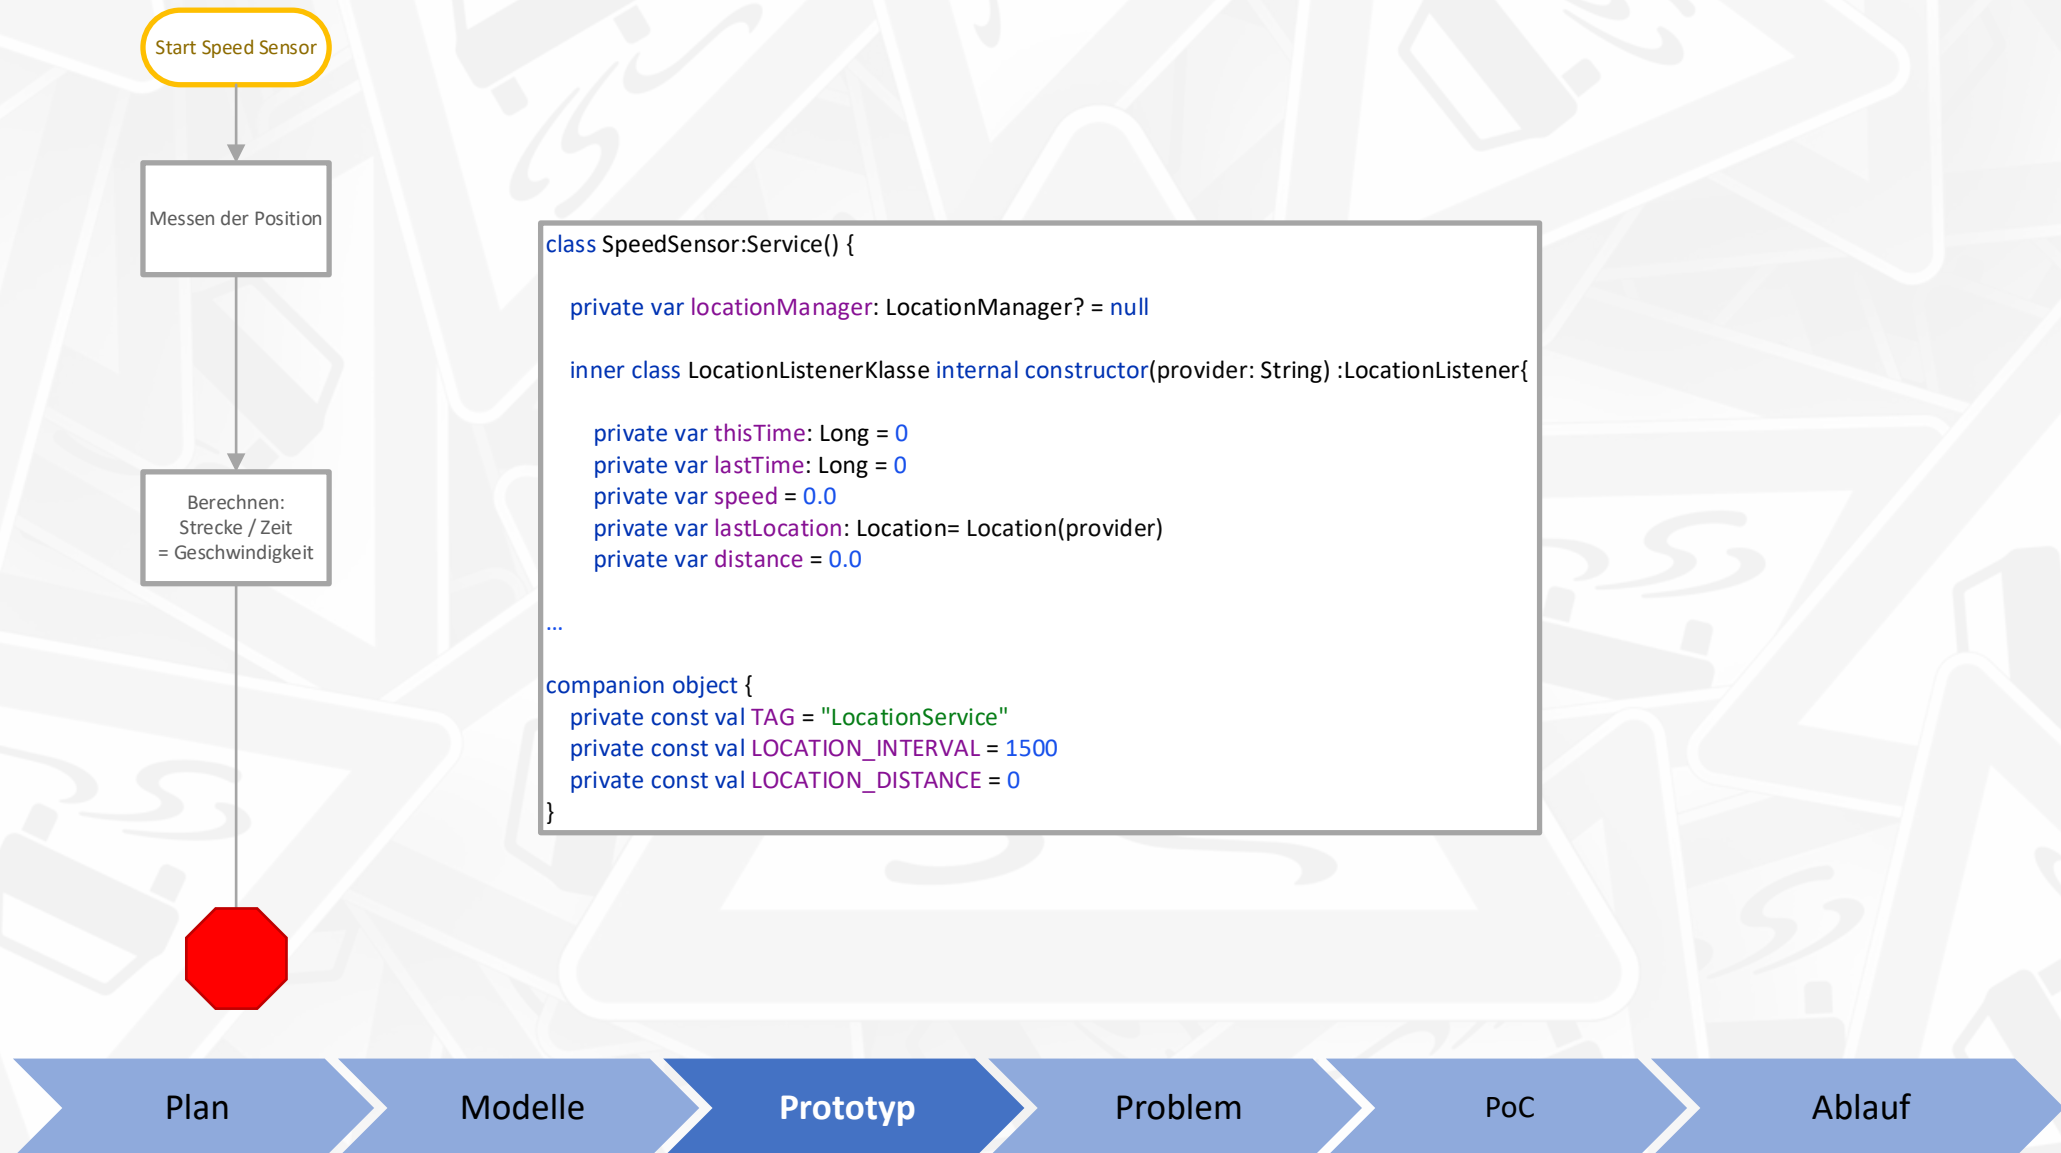 Start Speed Sensor
Messen der Position
Berechnen:
Strecke / Zeit
= Geschwindigkeit
class SpeedSensor:Service() {
private var locationManager: LocationManager? = null
inner class LocationListenerKlasse internal constructor(provider: String) :LocationListener{
private var thisTime: Long = 0
private var lastTime: Long = 0
private var speed = 0.0
private var lastLocation: Location= Location(provider)
private var distance = 0.0
...
companion object {
private const val TAG = "LocationService"
private const val LOCATION_INTERVAL = 1500
private const val LOCATION_DISTANCE = 0
}
Plan
Modelle
Prototyp
Problem
PoC
Ablauf